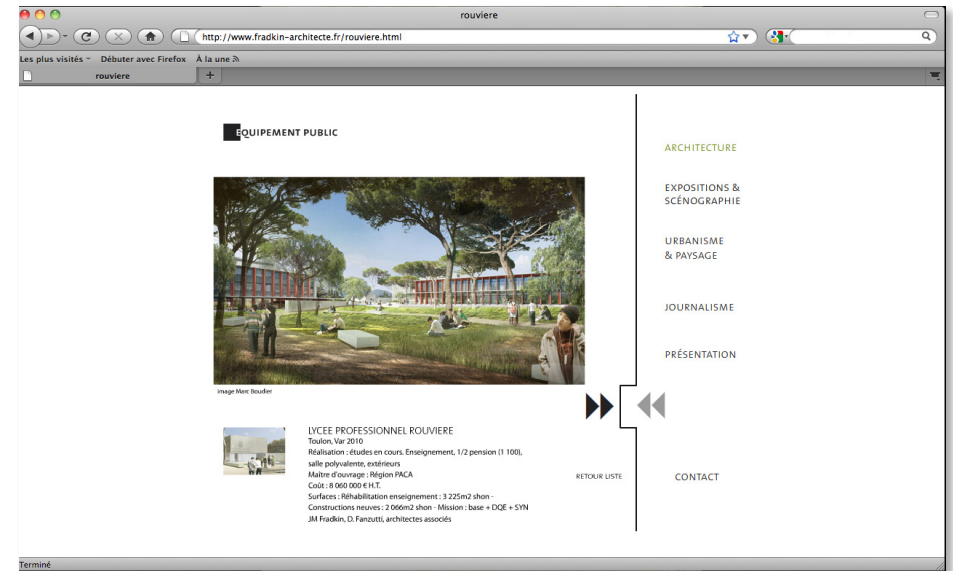 rouviere
http://www.fradkin-architecte.fr/rouviere.html
Les plus visités Débuter avec Firefox À la une
rouviere
EQUIPEMENT PUBLIC
ARCHITECTURE
EXPOSITIONS &
SCÉNOGRAPHIE
URBANISME
& PAYSAGE
JOURNALISME
PRÉSENTATION
image Marc Boudier
LYCEE PROFESSIONNEL ROUVIERE
Toulon, Var 2010
Réalisation : études en cours. Enseignement, 1/2 pension (1 100),
salle polyvalente, extérieurs
Maître d'ouvrage : Région PACA
Coût : 8 060 000 € H.T.
Surfaces : Réhabilitation enseignement : 3 225m2 shon -
Constructions neuves : 2 066m2 shon - Mission : base + DQE + SYN
JM Fradkin, D. Fanzutti, architectes associés
RETOUR LISTE
CONTACT
Terminé